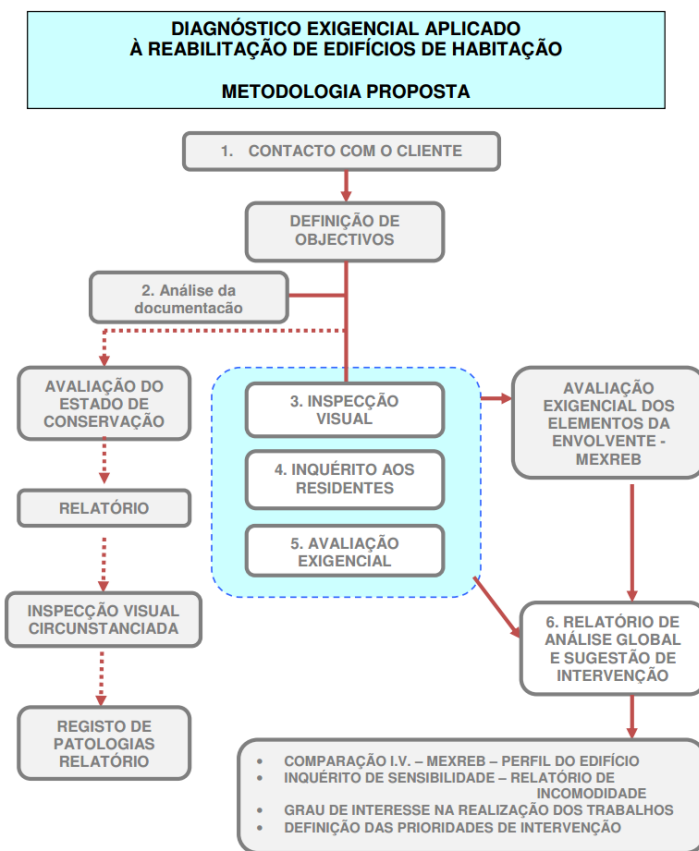 DIAGNÓSTICO EXIGENCIAL APLICADO
À REABILITAÇÃO DE EDIFÍCIOS DE HABITAÇÃO
METODOLOGIA PROPOSTA
1. CONTACTO COM O CLIENTE
DEFINIÇÃO DE
OBJECTIVOS
2. Análise da
documentacão
AVALIAÇÃO DO
ESTADO DE
CONSERVAÇÃO
RELATÓRIO
INSPECÇÃO VISUAL
CIRCUNSTANCIADA
REGISTO DE
PATOLOGIAS
RELATÓRIO
3. INSPECÇÃO
VISUAL
4. INQUÉRITO AOS
RESIDENTES
5. AVALIAÇÃO
EXIGENCIAL
AVALIAÇÃO
EXIGENCIAL DOS
ELEMENTOS DA
ENVOLVENTE -
MEXREB
6. RELATÓRIO DE
ANÁLISE GLOBAL
E SUGESTÃO DE
INTERVENÇÃO
• COMPARAÇÃO I.V. – MEXREB – PERFIL DO EDIFÍCIO
• INQUÉRITO DE SENSIBILIDADE – RELATÓRIO DE
INCOMODIDADE
• GRAU DE INTERESSE NA REALIZAÇÃO DOS TRABALHOS
• DEFINIÇÃO DAS PRIORIDADES DE INTERVENÇÃO